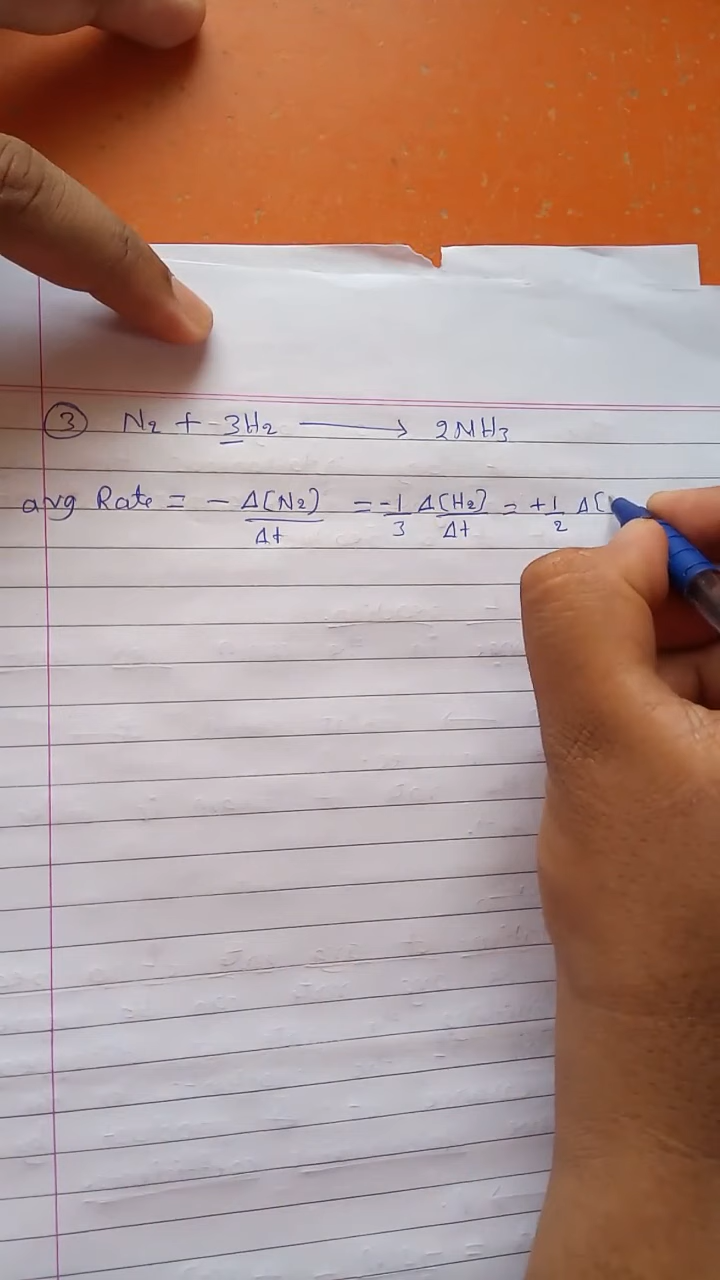 ③ N2 + 3H2 ⟶ 2NH3
avg Rate = - Δ[N2]/Δt = -1/3 Δ[H2]/Δt = +1/2 Δ[